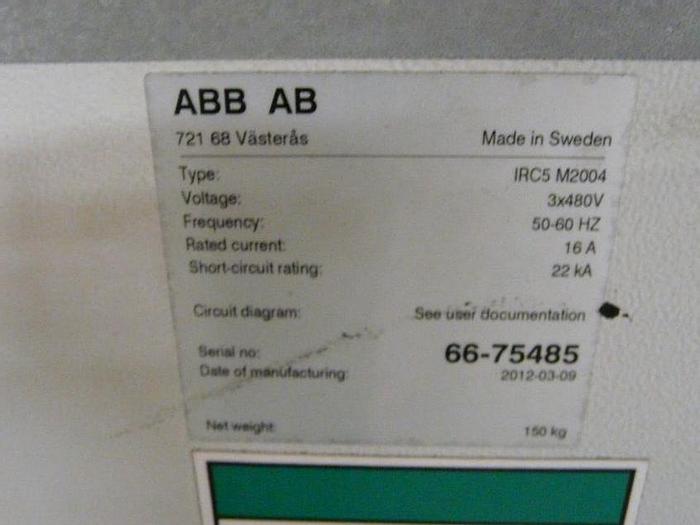 ABB AB
721 68 Västerås Made in Sweden
Type: IRC5 M2004
Voltage: 3x480V
Frequency: 50-60 HZ
Rated current: 16 A
Short-circuit rating: 22 kA
Circuit diagram: See user documentation
Serial no: 66-75485
Date of manufacturing: 2012-03-09
Net weight: 150 kg